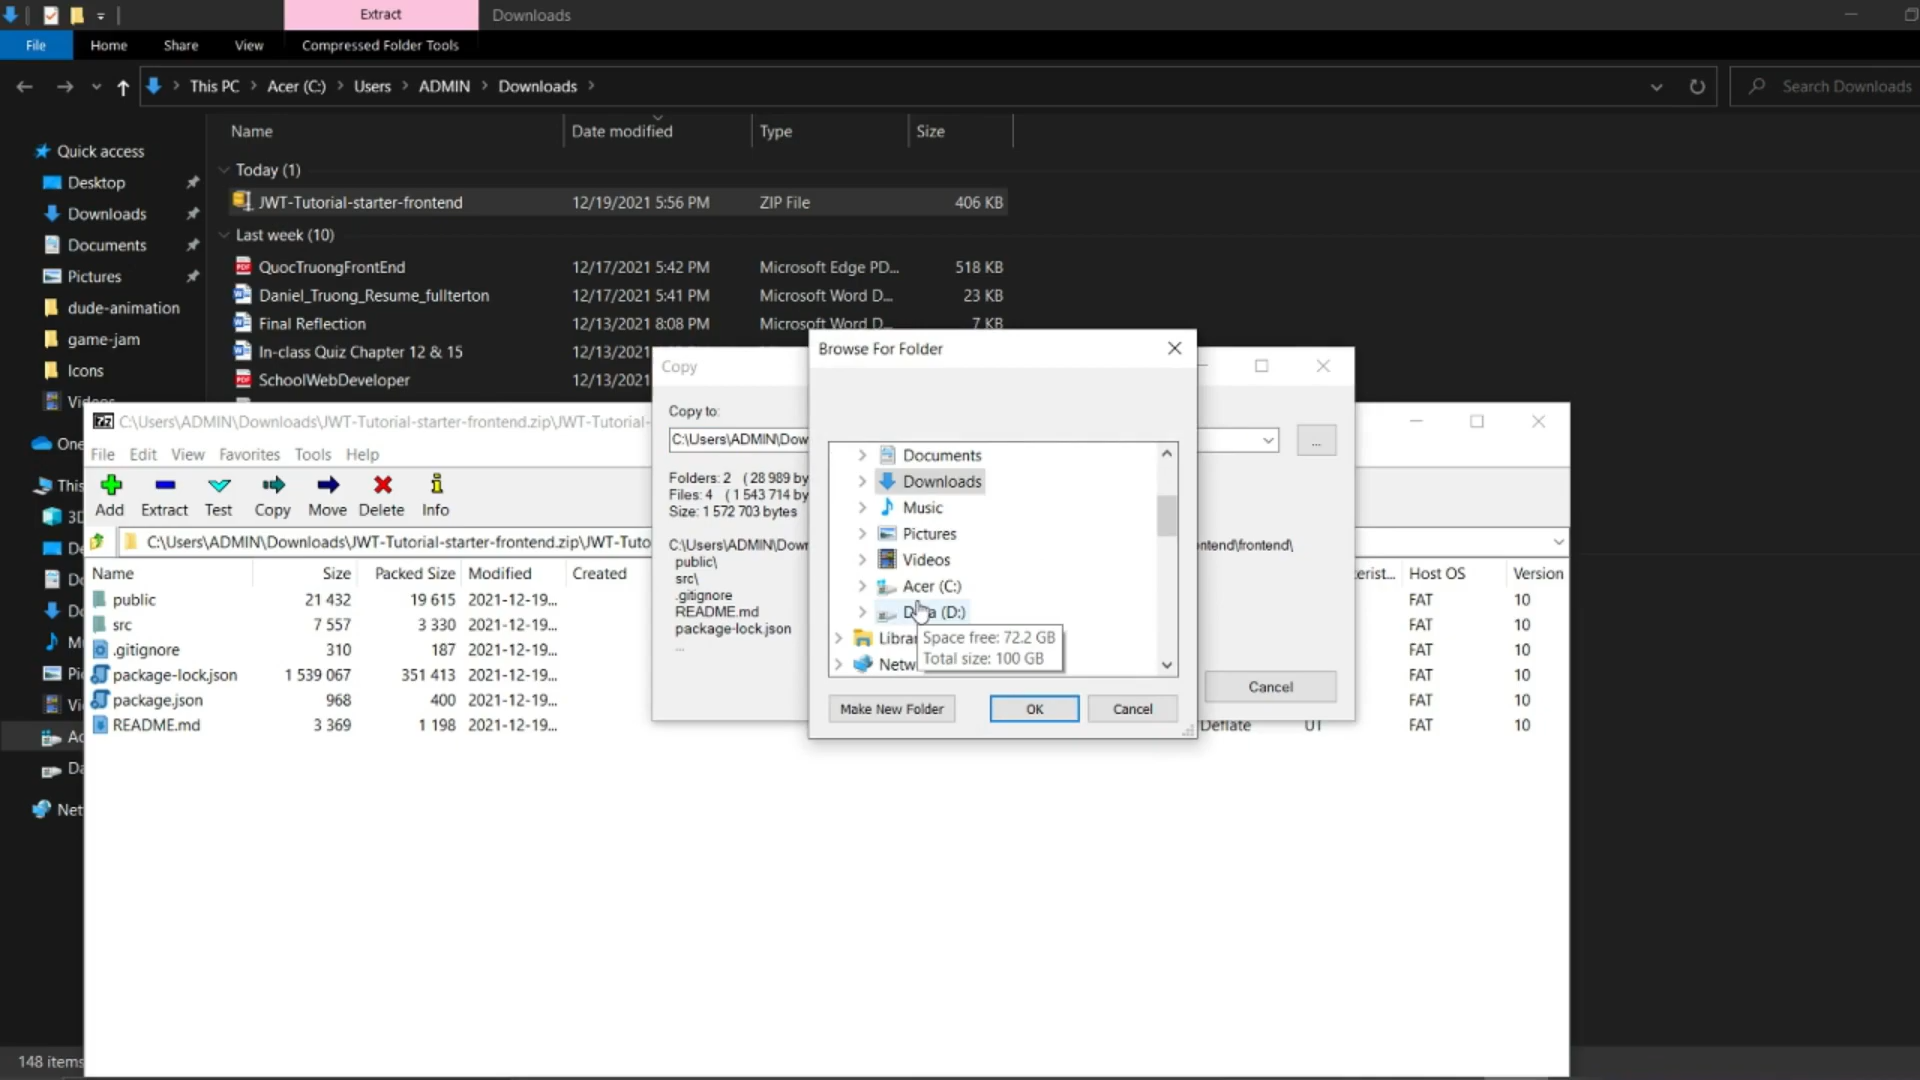 Extract
Downloads
File
Home
Share
View
Compressed Folder Tools
This PC
Acer (C:)
Users
ADMIN
Downloads
Search Downloads
Name
Date modified
Type
Size
Quick access
Desktop
Downloads
Documents
Pictures
dude-animation
game-jam
Icons
Videos
One
This
3D
De
Do
Do
M
Pi
Vi
Ac
Da
Net
Today (1)
JWT-Tutorial-starter-frontend 12/19/2021 5:56 PM ZIP File 406 KB
Last week (10)
QuocTruongFrontEnd 12/17/2021 5:42 PM Microsoft Edge PD... 518 KB
Daniel_Truong_Resume_fullterton 12/17/2021 5:41 PM Microsoft Word D... 23 KB
Final Reflection 12/13/2021 8:08 PM Microsoft Word D... 7 KB
In-class Quiz Chapter 12 & 15 12/13/2021
SchoolWebDeveloper 12/13/2021
C:\Users\ADMIN\Downloads\JWT-Tutorial-starter-frontend.zip\JWT-Tutorial-
File Edit View Favorites Tools Help
Add Extract Test Copy Move Delete Info
C:\Users\ADMIN\Downloads\JWT-Tutorial-starter-frontend.zip\JWT-Tuto
Name Size Packed Size Modified Created
public 21 432 19 615 2021-12-19...
src 7 557 3 330 2021-12-19...
.gitignore 310 187 2021-12-19...
package-lock.json 1 539 067 351 413 2021-12-19...
package.json 968 400 2021-12-19...
README.md 3 369 1 198 2021-12-19...
Copy
Copy to:
C:\Users\ADMIN\Dow
...
Folders: 2 ( 28 989 by
Files: 4 ( 1 543 714 by
Size: 1 572 703 bytes
C:\Users\ADMIN\Down
ntend\frontend\
public\
src\
.gitignore
README.md
package-lock.json
...
Cancel
Browse For Folder
Documents
Downloads
Music
Pictures
Videos
Acer (C:)
(D:)
Librar
Netw
Space free: 72.2 GB
Total size: 100 GB
Make New Folder
OK
Cancel
terist... Host OS Version
FAT 10
FAT 10
FAT 10
FAT 10
FAT 10
Deflate UT FAT 10
148 items